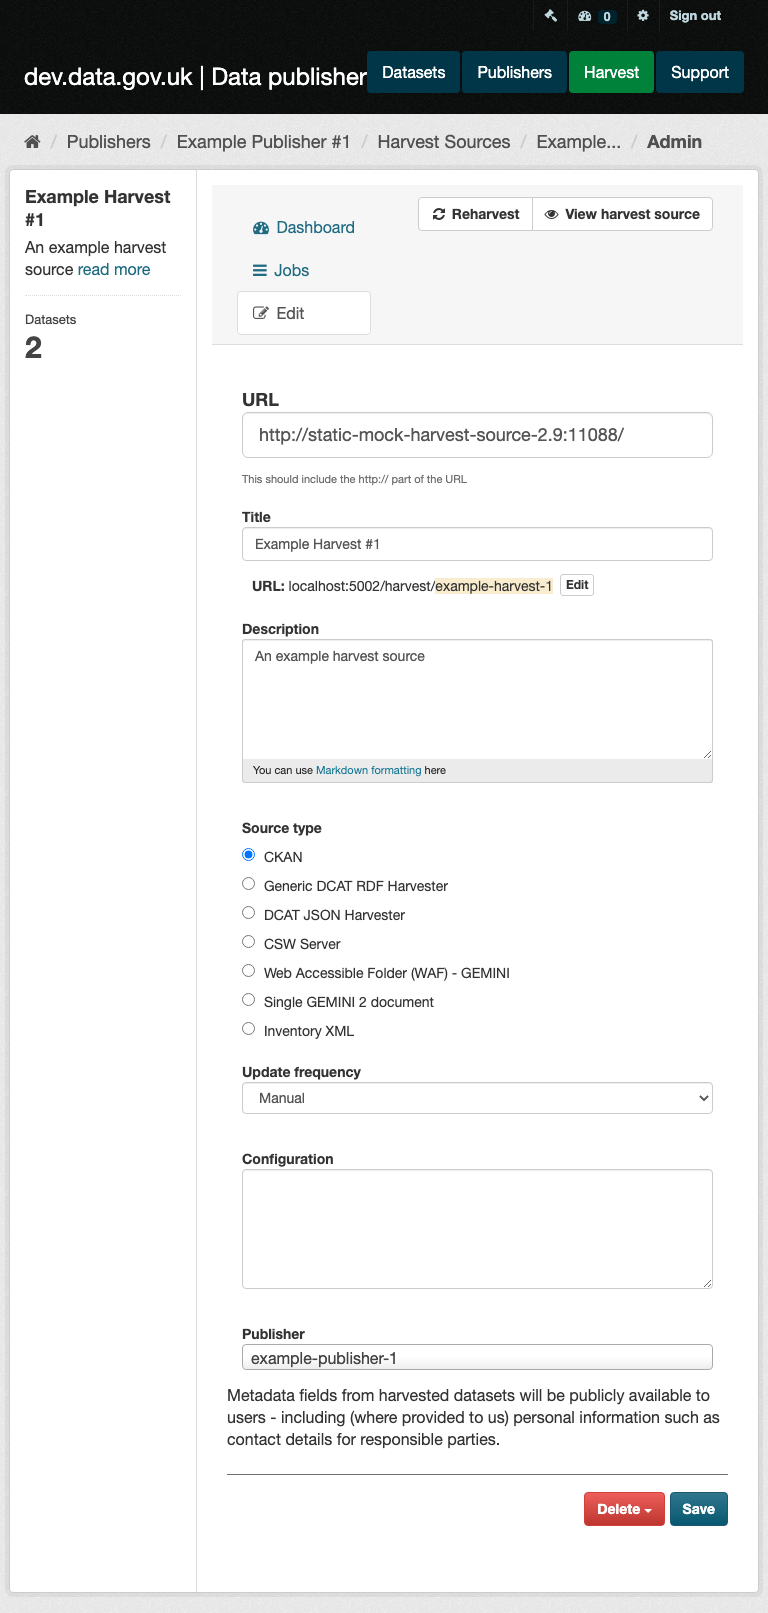 0 Sign out
dev.data.gov.uk | Data publisher Datasets Publishers Harvest Support
/ Publishers / Example Publisher #1 / Harvest Sources / Example... / Admin
Example Harvest
#1
An example harvest
source read more
Datasets
2
Dashboard
Reharvest View harvest source
Jobs
Edit
URL
http://static-mock-harvest-source-2.9:11088/
This should include the http:// part of the URL
Title
Example Harvest #1
URL: localhost:5002/harvest/example-harvest-1 Edit
Description
An example harvest source
You can use Markdown formatting here
Source type
CKAN
Generic DCAT RDF Harvester
DCAT JSON Harvester
CSW Server
Web Accessible Folder (WAF) - GEMINI
Single GEMINI 2 document
Inventory XML
Update frequency
Manual
Configuration
Publisher
example-publisher-1
Metadata fields from harvested datasets will be publicly available to
users - including (where provided to us) personal information such as
contact details for responsible parties.
Delete Save